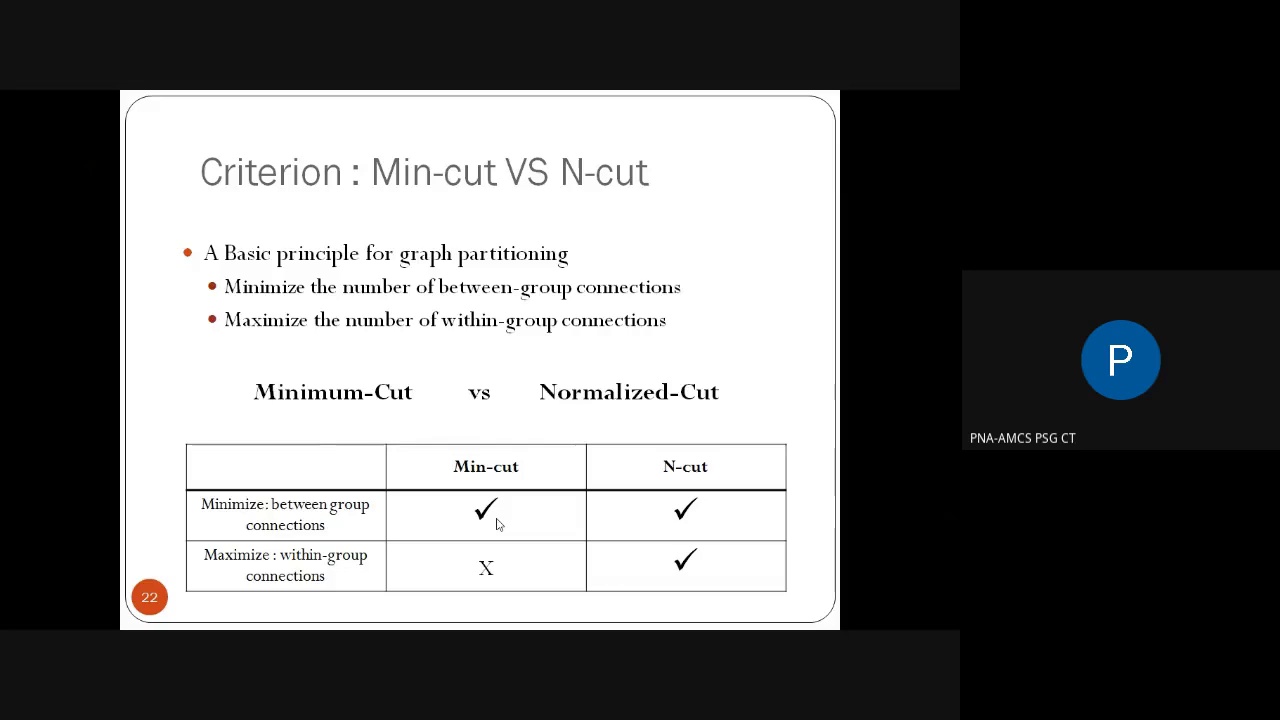 Criterion : Min-cut VS N-cut
A Basic principle for graph partitioning
Minimize the number of between-group connections
Maximize the number of within-group connections
Minimum-Cut vs Normalized-Cut
Min-cut N-cut
Minimize: between group
connections
✓ ✓
Maximize : within-group
connections
X ✓
22
P
PNA-AMCS PSG CT